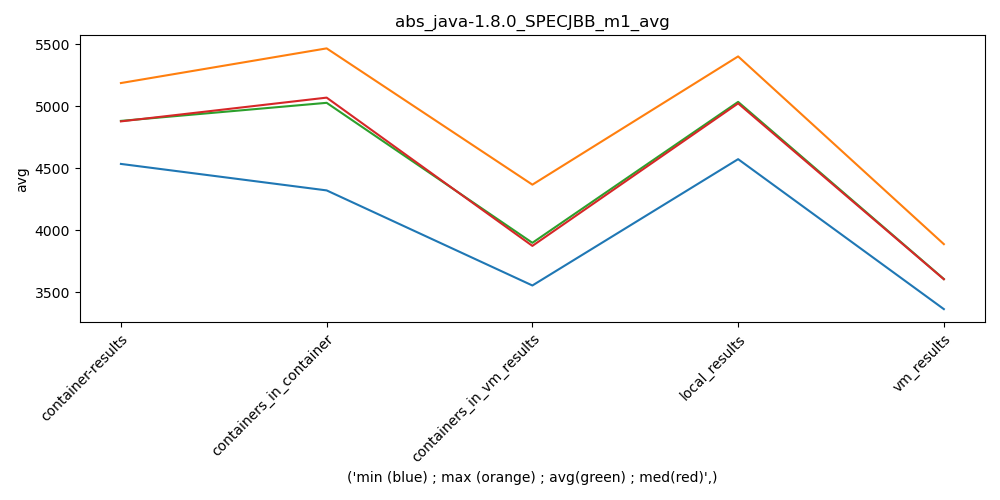 abs_java-1.8.0_SPECJBB_m1_avg
5500
5000
4500
4000
3500
avg
container-results
containers_in_container
containers_in_vm_results
local_results
vm_results
('min (blue) ; max (orange) ; avg(green) ; med(red)',)